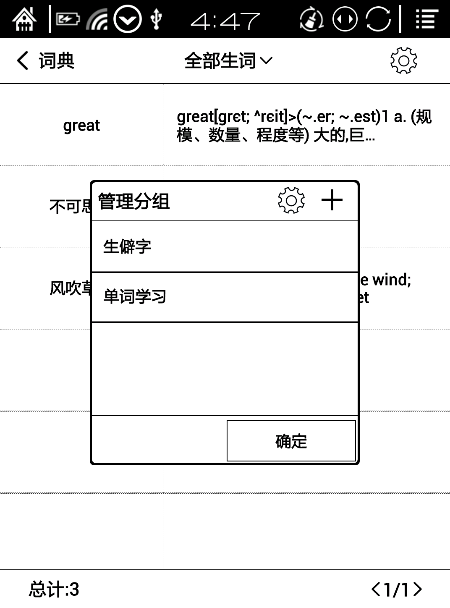 4:47
词典
全部生词
great
great[gret; ^reit]>(~.er; ~.est)1 a. (规
模、数量、程度等) 大的,巨...
不可思
管理分组
生僻字
风吹草
e wind;
单词学习
et
确定
总计:3
1/1